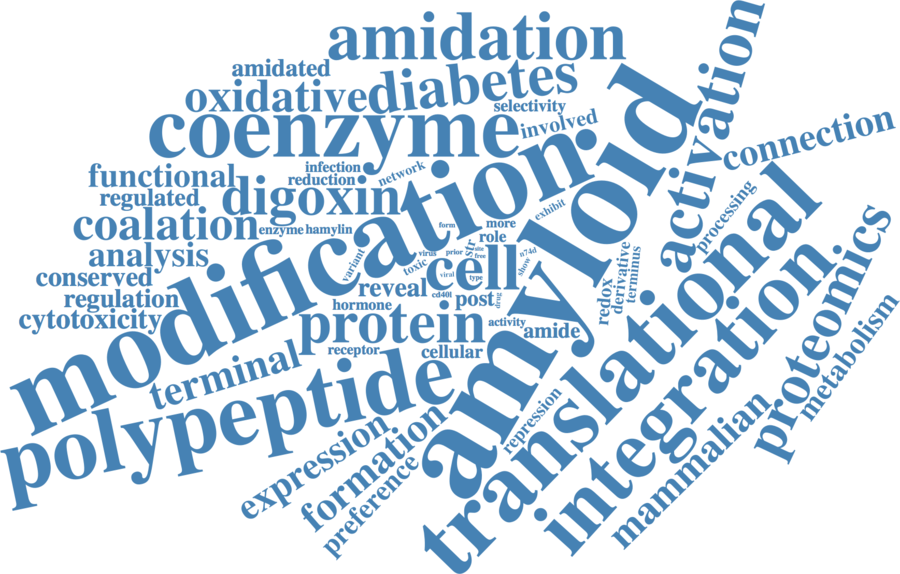 amidation
amidated
oxidative
diabetes
selectivity
coenzyme
involved
activation
connection
functional
infection
reduction
network
regulated
digoxin
modification
amyloid
exhibit
processing
coalation
enzyme
hamylin
form
more
role
analysis
variant
toxic
virus
prior
str
site
free
n74d
show
conserved
reveal
cell
viral
type
redox
derivative
terminus
translational
regulation
hormone
cd40l
post
drug
cytotoxicity
protein
activity
amide
receptor
cellular
integration
proteomics
metabolism
terminal
polypeptide
repression
expression
formation
preference
mammalian